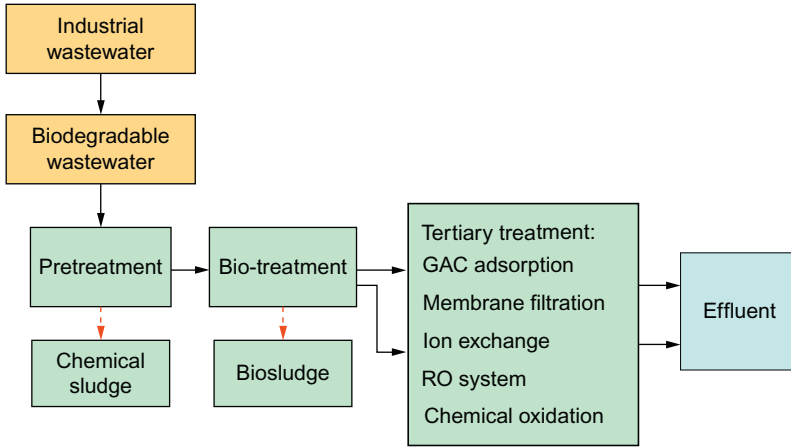 Industrial
wastewater
Biodegradable
wastewater
Pretreatment
Bio-treatment
Tertiary treatment:
GAC adsorption
Membrane filtration
Ion exchange
RO system
Chemical oxidation
Effluent
Chemical
sludge
Biosludge